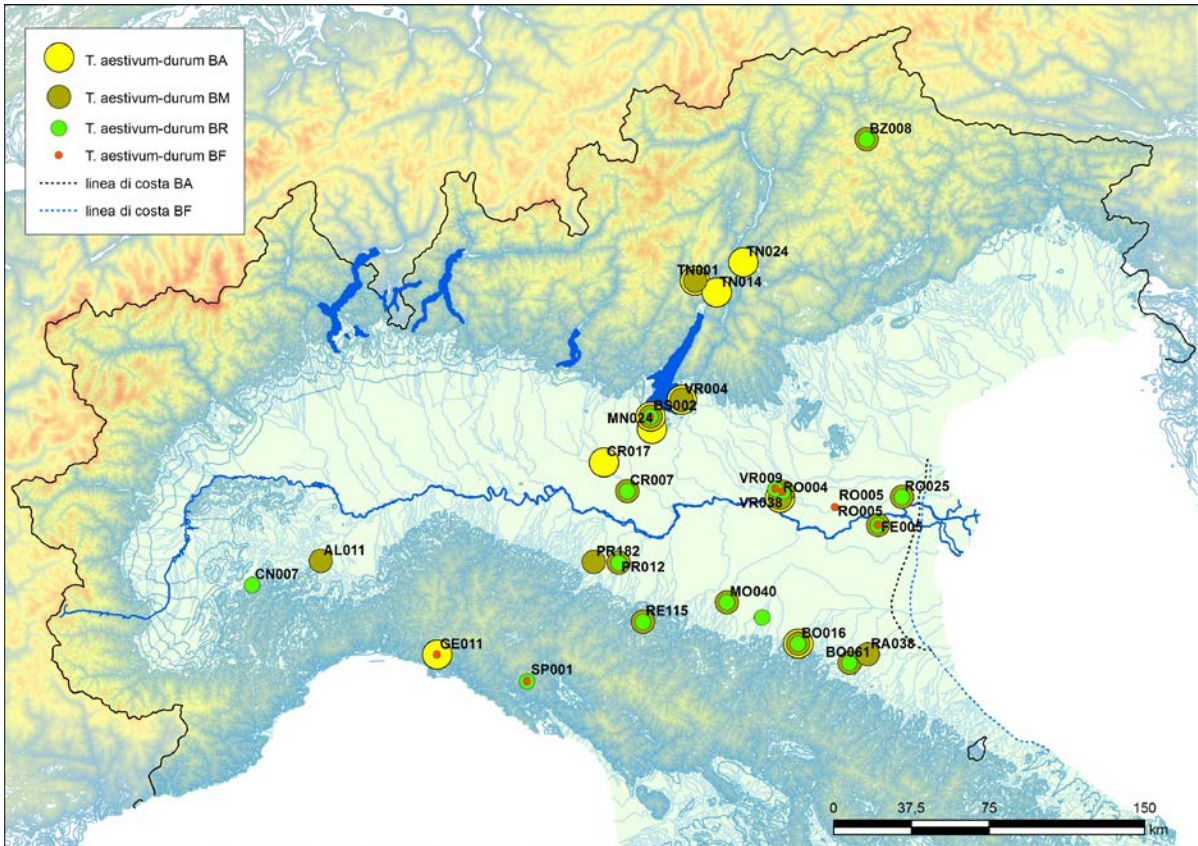 T. aestivum-durum BA
T. aestivum-durum BM
T. aestivum-durum BR
T. aestivum-durum BF
linea di costa BA
linea di costa BF
BZ008
TN024
TN001
TN014
VR004
BS002
MN024
CR017
CR007
VR009
RO004
VR038
RO005
RO005
RO025
FE005
AL011
CN007
PR182
PR012
MO040
RE115
BO016
BO061
RA038
GE011
SP001
0 37,5 75 150
km